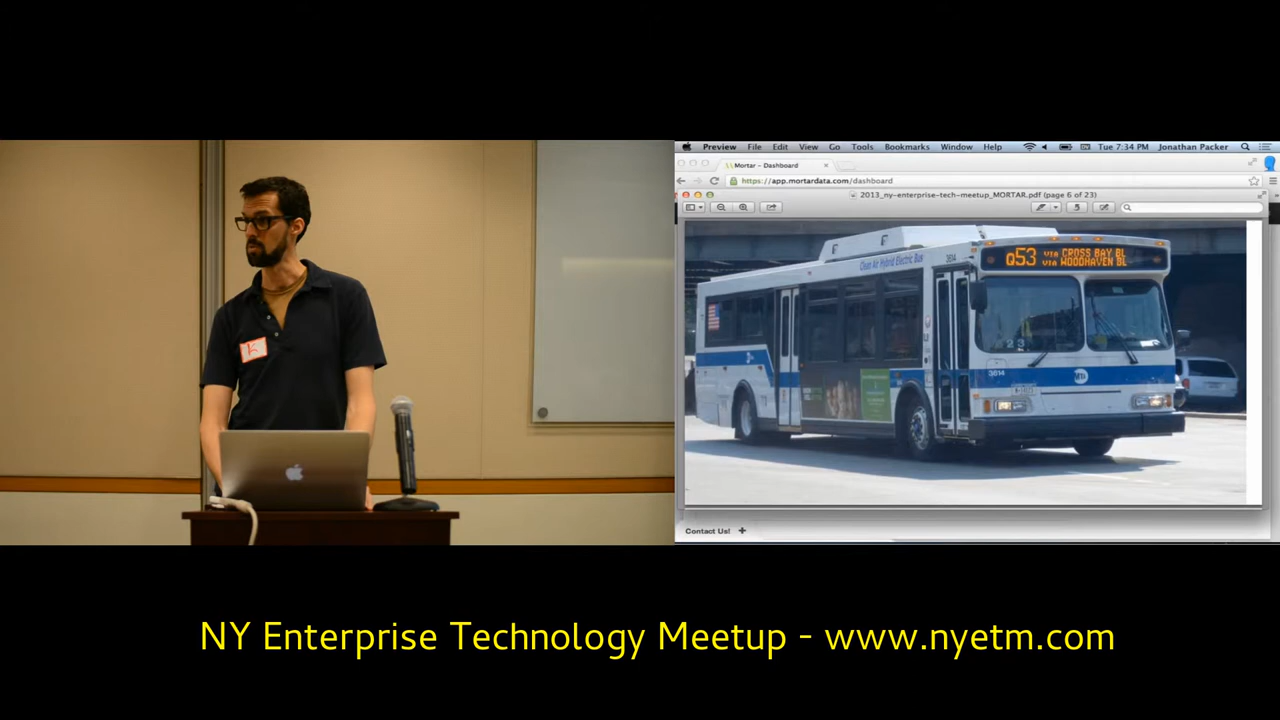 Preview File Edit View Go Tools Bookmarks Window Help Tue 7:34 PM Jonathan Packer
Mortar - Dashboard
https://app.mortardata.com/dashboard
2013_ny-enterprise-tech-meetup_MORTAR.pdf (page 6 of 23)
Clean Air Hybrid Electric Bus
3614
Q53 VIA CROSS BAY BL
VIA WOODHAVEN BL
3614
Contact Us! +
NY Enterprise Technology Meetup - www.nyetm.com